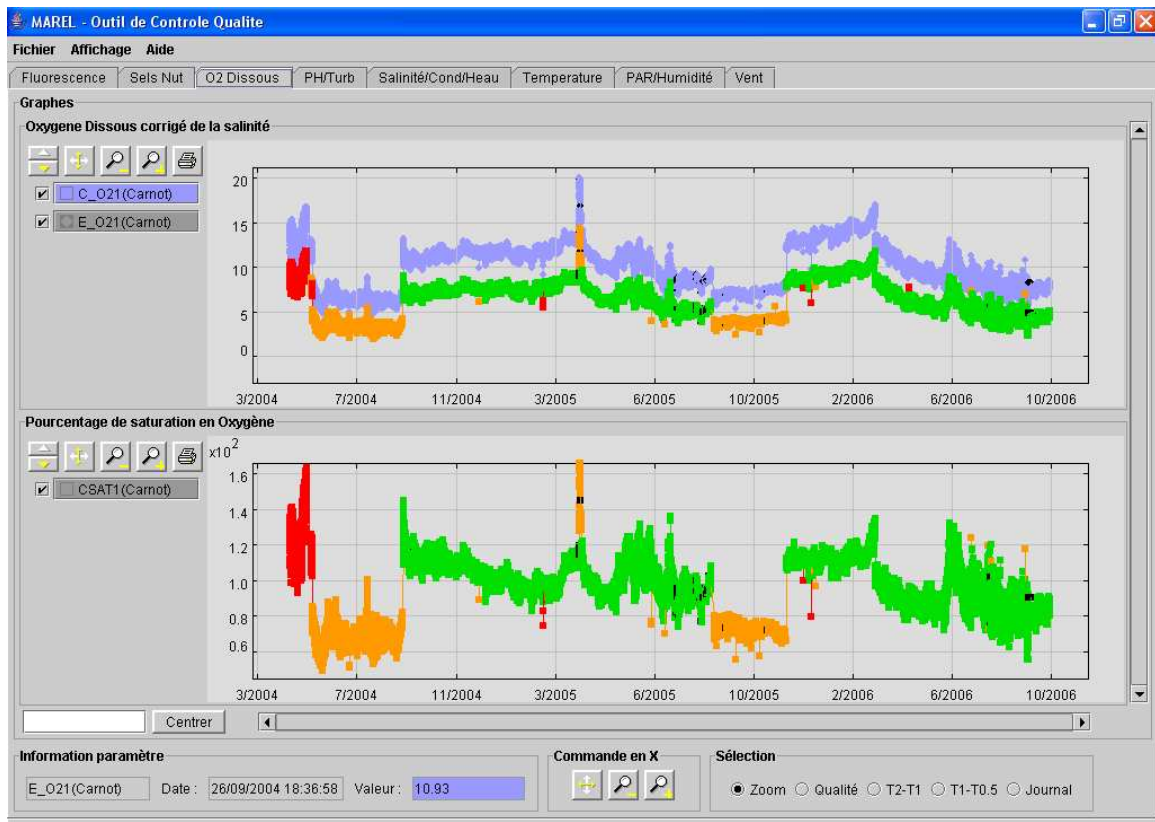 MAREL - Outil de Controle Qualite
Fichier Affichage Aide
Fluorescence Sels Nut O2 Dissous PH/Turb Salinité/Cond/Heau Temperature PAR/Humidité Vent
Graphes
Oxygene Dissous corrigé de la salinité
C_O21(Carnot)
E_O21(Carnot)
20
15
10
5
0
3/2004 7/2004 11/2004 3/2005 6/2005 10/2005 2/2006 6/2006 10/2006
Pourcentage de saturation en Oxygène
x10^2
CSAT1(Carnot)
1.6
1.4
1.2
1.0
0.8
0.6
3/2004 7/2004 11/2004 3/2005 6/2005 10/2005 2/2006 6/2006 10/2006
Centrer
Information paramètre Commande en X Sélection
E_O21(Carnot) Date : 26/09/2004 18:36:58 Valeur : 10.93 Zoom Qualité T2-T1 T1-T0.5 Journal